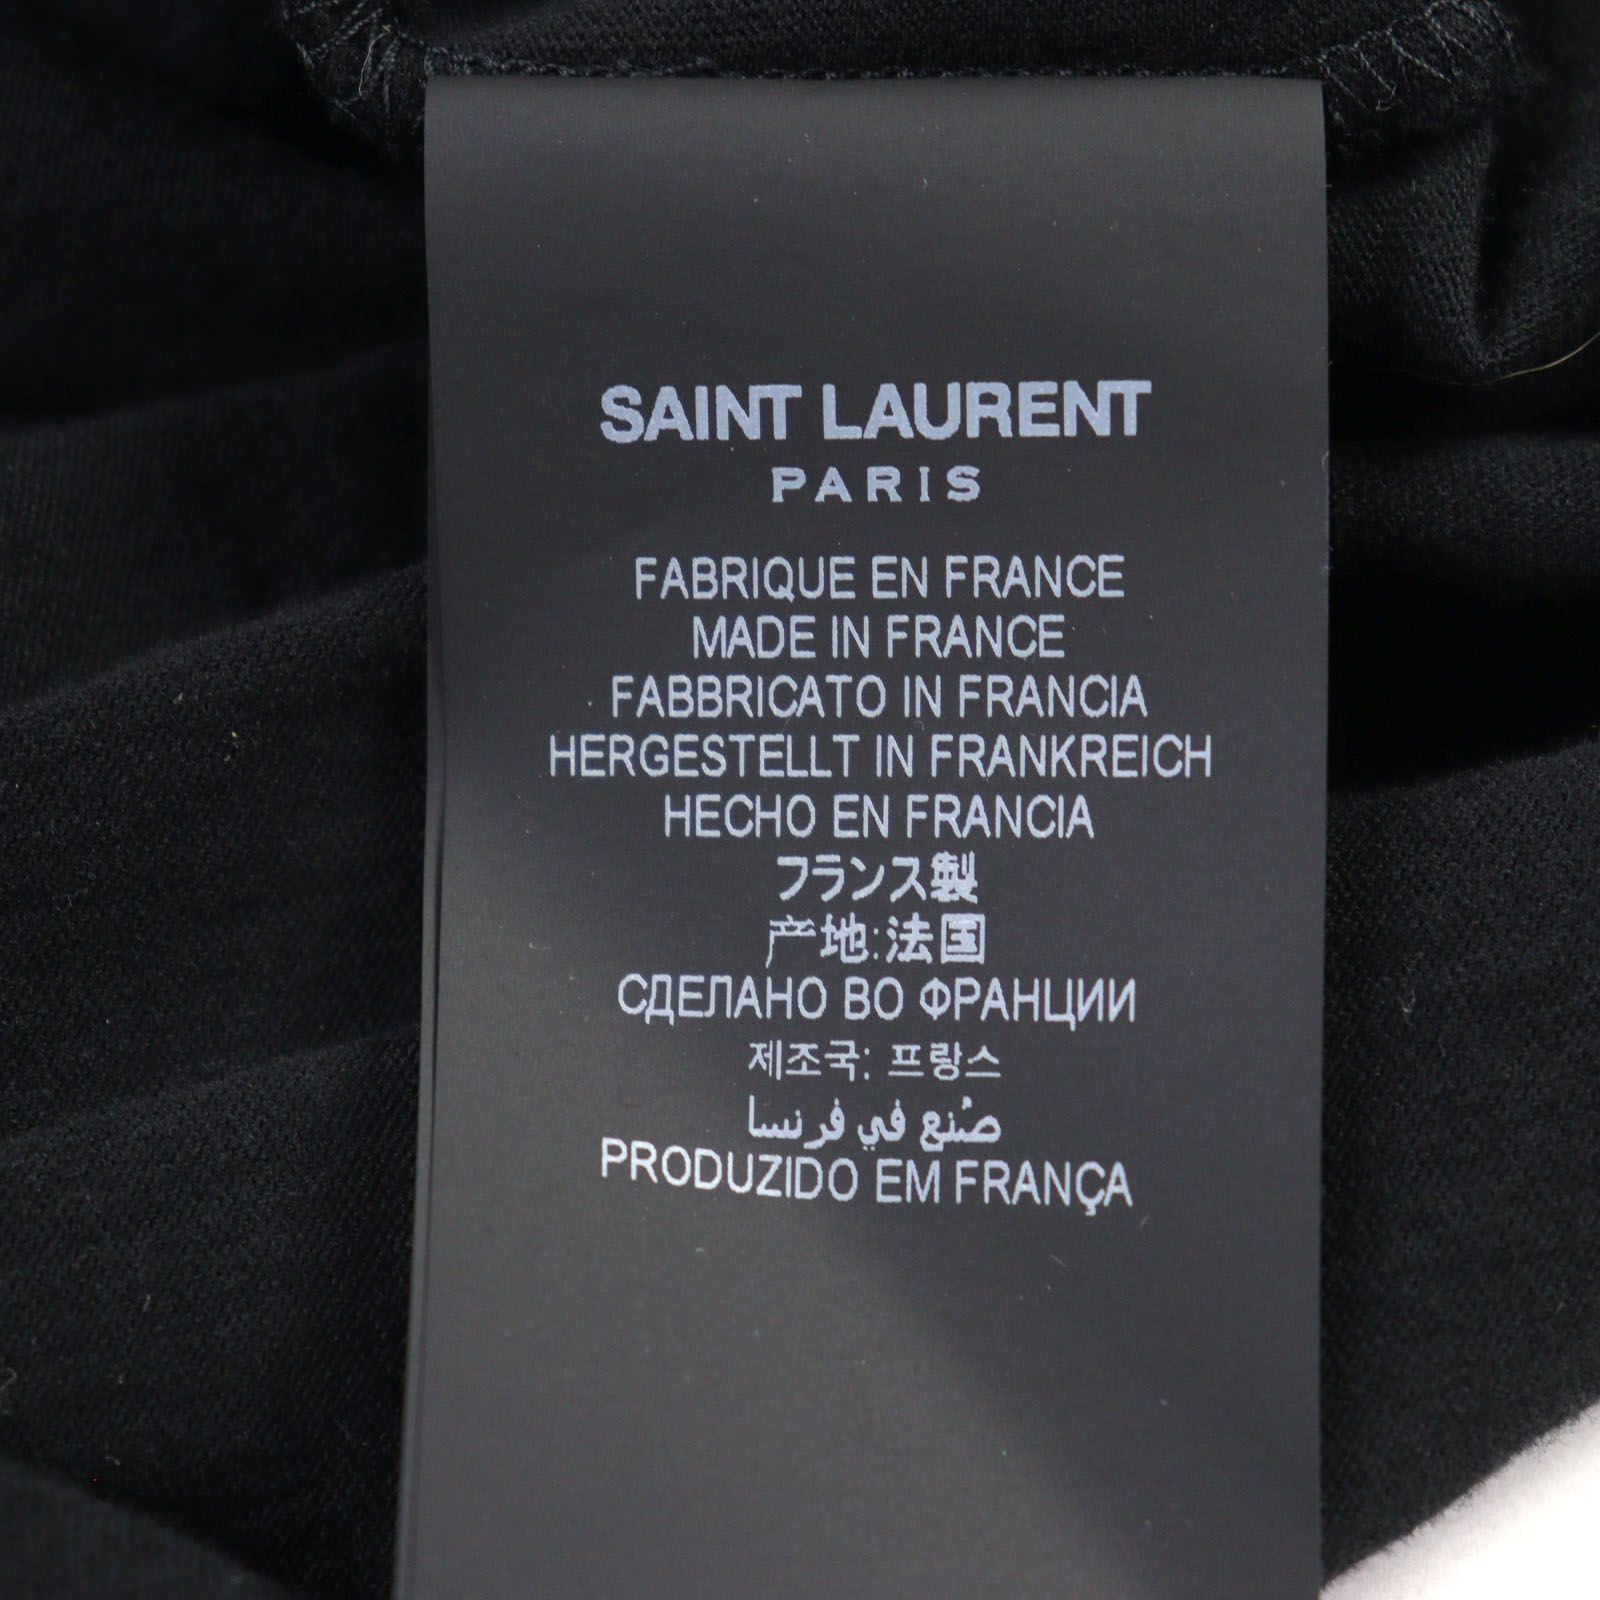 SAINT LAURENT
PARIS
FABRIQUE EN FRANCE
MADE IN FRANCE
FABBRICATO IN FRANCIA
HERGESTELLT IN FRANKREICH
HECHO EN FRANCIA
フランス製
产地:法国
СДЕЛАНО ВО ФРАНЦИИ
제조국: 프랑스
صُنع في فرنسا
PRODUZIDO EM FRANÇA